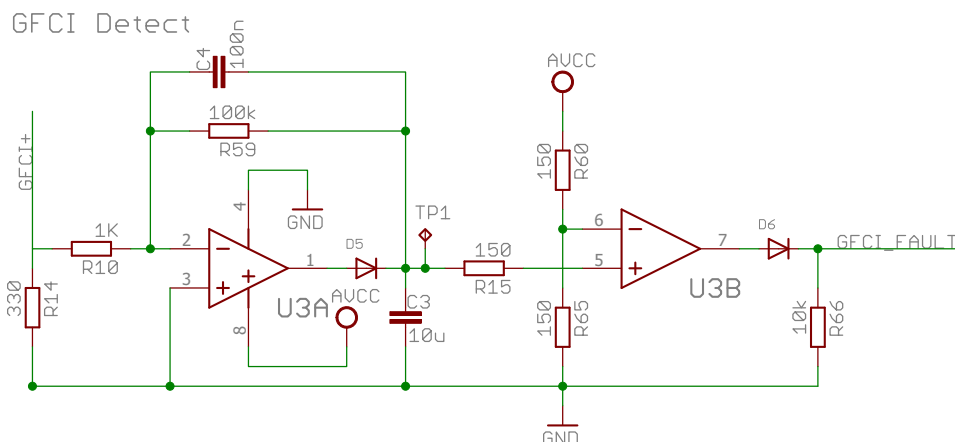 GFCI Detect
C4
100n
100k
R59
GFCI+
1K
R10
330
R14
2
3
4
8
1
GND
U3A
AVCC
D5
TP1
C3
10u
150
R15
AVCC
150
R60
150
R65
6
5
7
U3B
D6
GFCI_FAULT
10k
R66
GND